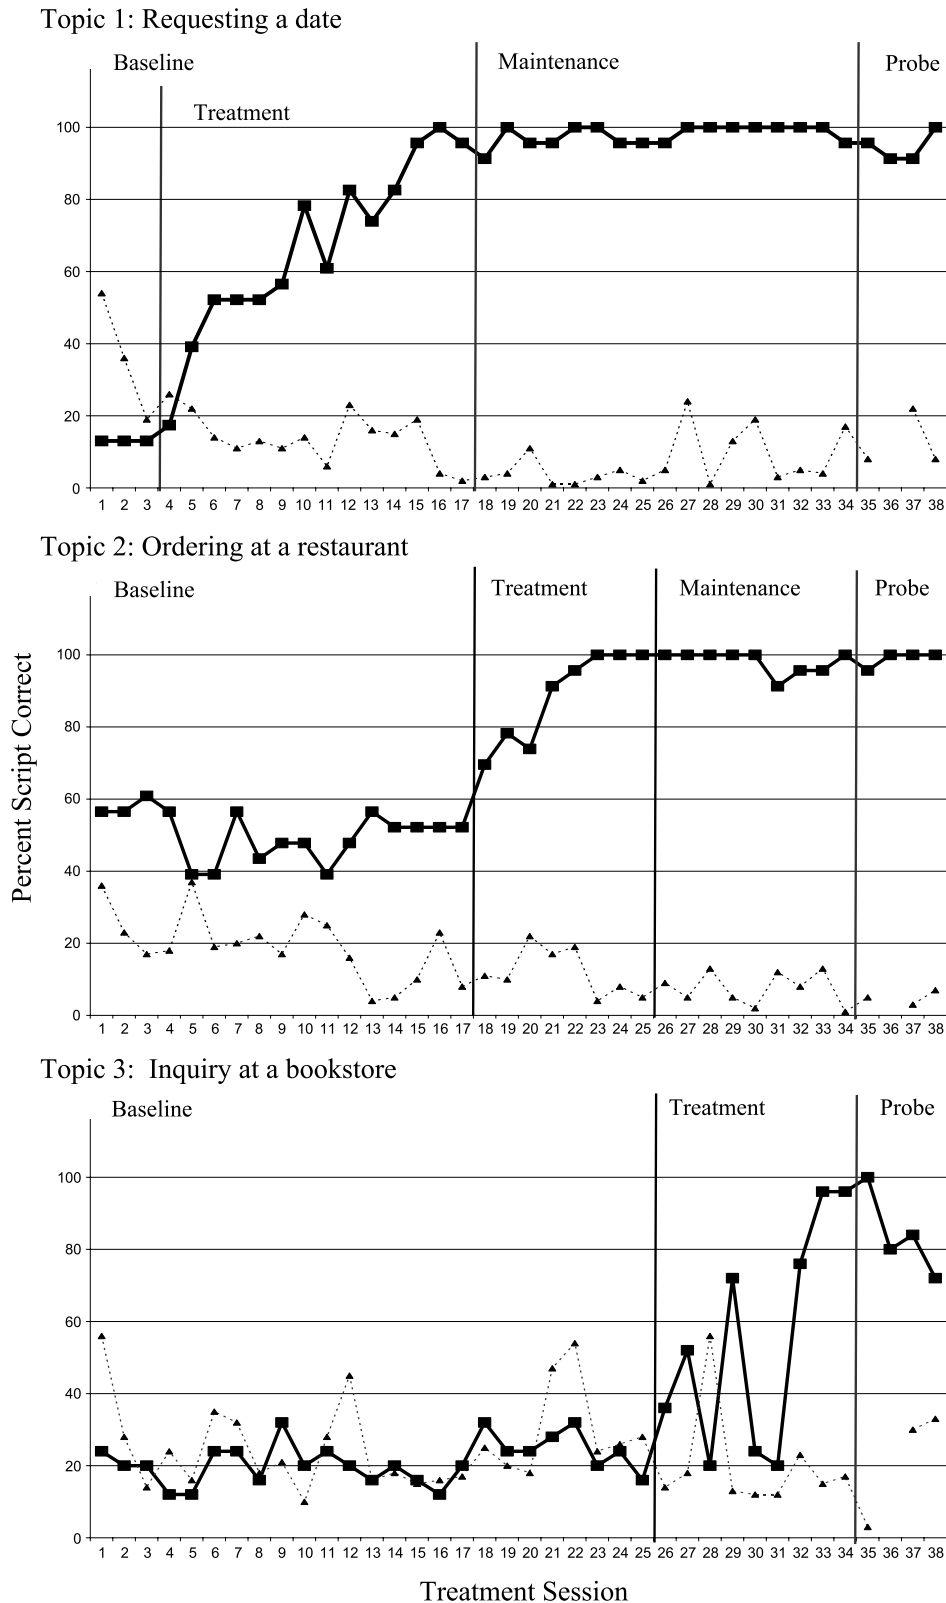 Topic 1: Requesting a date
Baseline
Maintenance
Probe
Treatment
100
80
60
40
20
0
1 2 3 4 5 6 7 8 9 10 11 12 13 14 15 16 17 18 19 20 21 22 23 24 25 26 27 28 29 30 31 32 33 34 35 36 37 38
Topic 2: Ordering at a restaurant
Baseline
Treatment
Maintenance
Probe
Percent Script Correct
100
80
60
40
20
0
1 2 3 4 5 6 7 8 9 10 11 12 13 14 15 16 17 18 19 20 21 22 23 24 25 26 27 28 29 30 31 32 33 34 35 36 37 38
Topic 3: Inquiry at a bookstore
Baseline
Treatment
Probe
100
80
60
40
20
0
1 2 3 4 5 6 7 8 9 10 11 12 13 14 15 16 17 18 19 20 21 22 23 24 25 26 27 28 29 30 31 32 33 34 35 36 37 38
Treatment Session